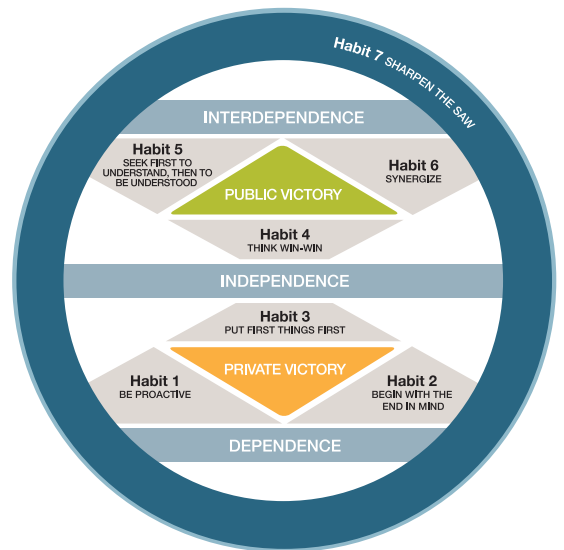 Habit 7 SHARPEN THE SAW
INTERDEPENDENCE
Habit 5
SEEK FIRST TO
UNDERSTAND, THEN TO
BE UNDERSTOOD
Habit 6
SYNERGIZE
PUBLIC VICTORY
Habit 4
THINK WIN-WIN
INDEPENDENCE
Habit 3
PUT FIRST THINGS FIRST
PRIVATE VICTORY
Habit 1
BE PROACTIVE
Habit 2
BEGIN WITH THE
END IN MIND
DEPENDENCE